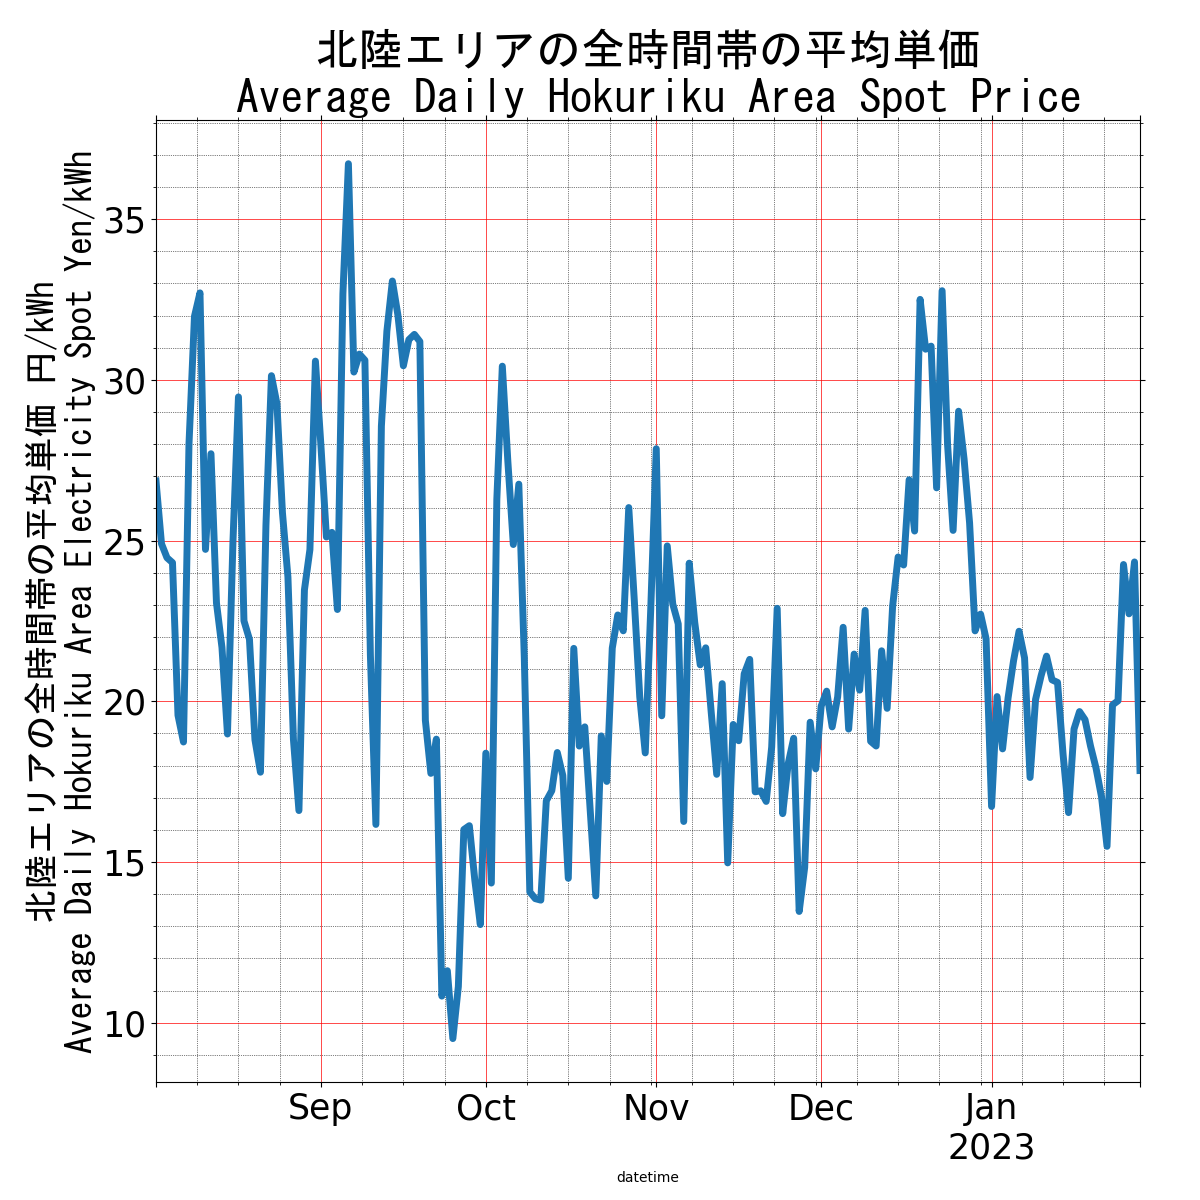 北陸エリアの全時間帯の平均単価
Average Daily Hokuriku Area Spot Price
北陸エリアの全時間帯の平均単価 円/kWh
Average Daily Hokuriku Area Electricity Spot Yen/kWh
35
30
25
20
15
10
Sep Oct Nov Dec Jan
2023
datetime